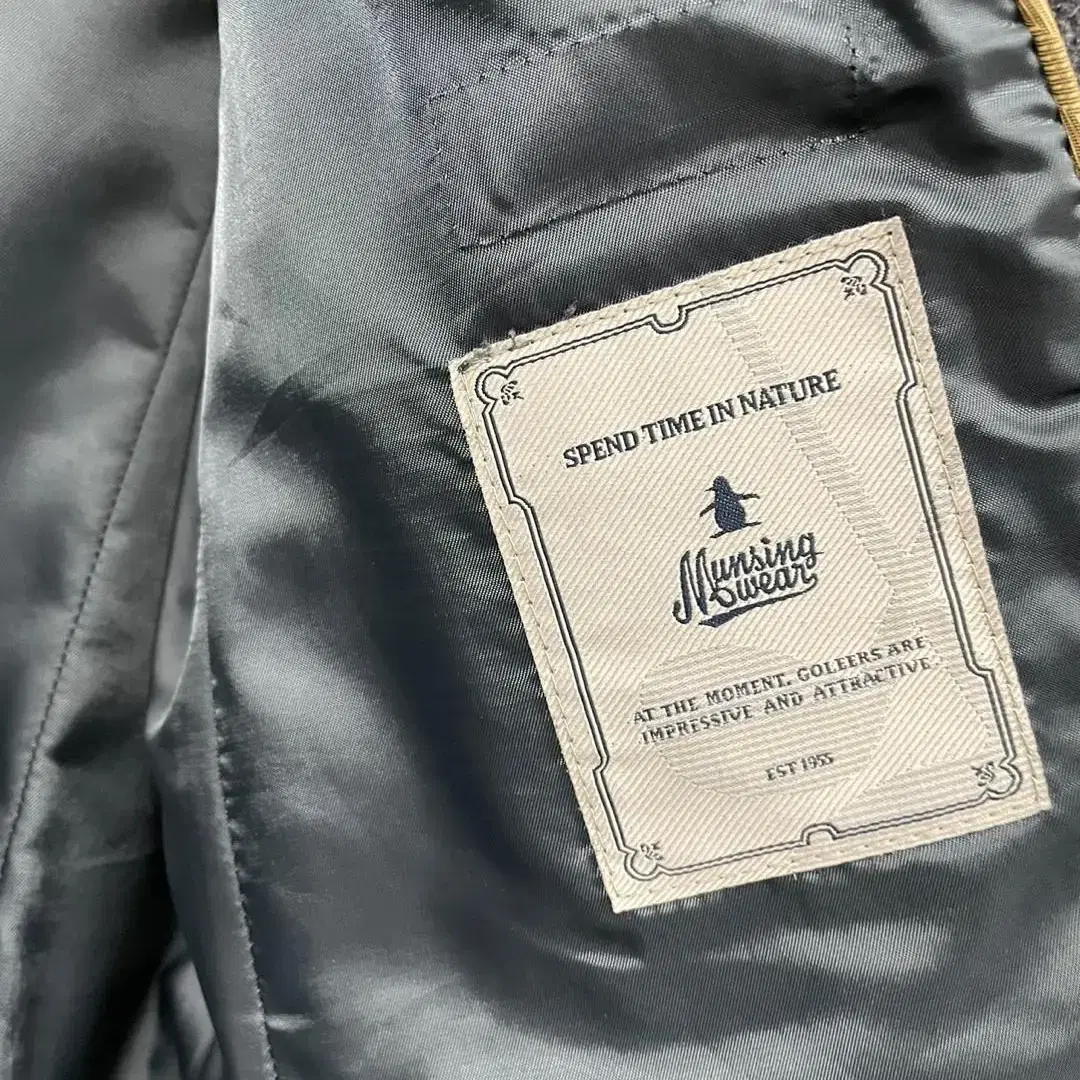 SPEND TIME IN NATURE
Munsing
wear
AT THE MOMENT. GOLEERS ARE
IMPRESSIVE AND ATTRACTIVE
EST 1955